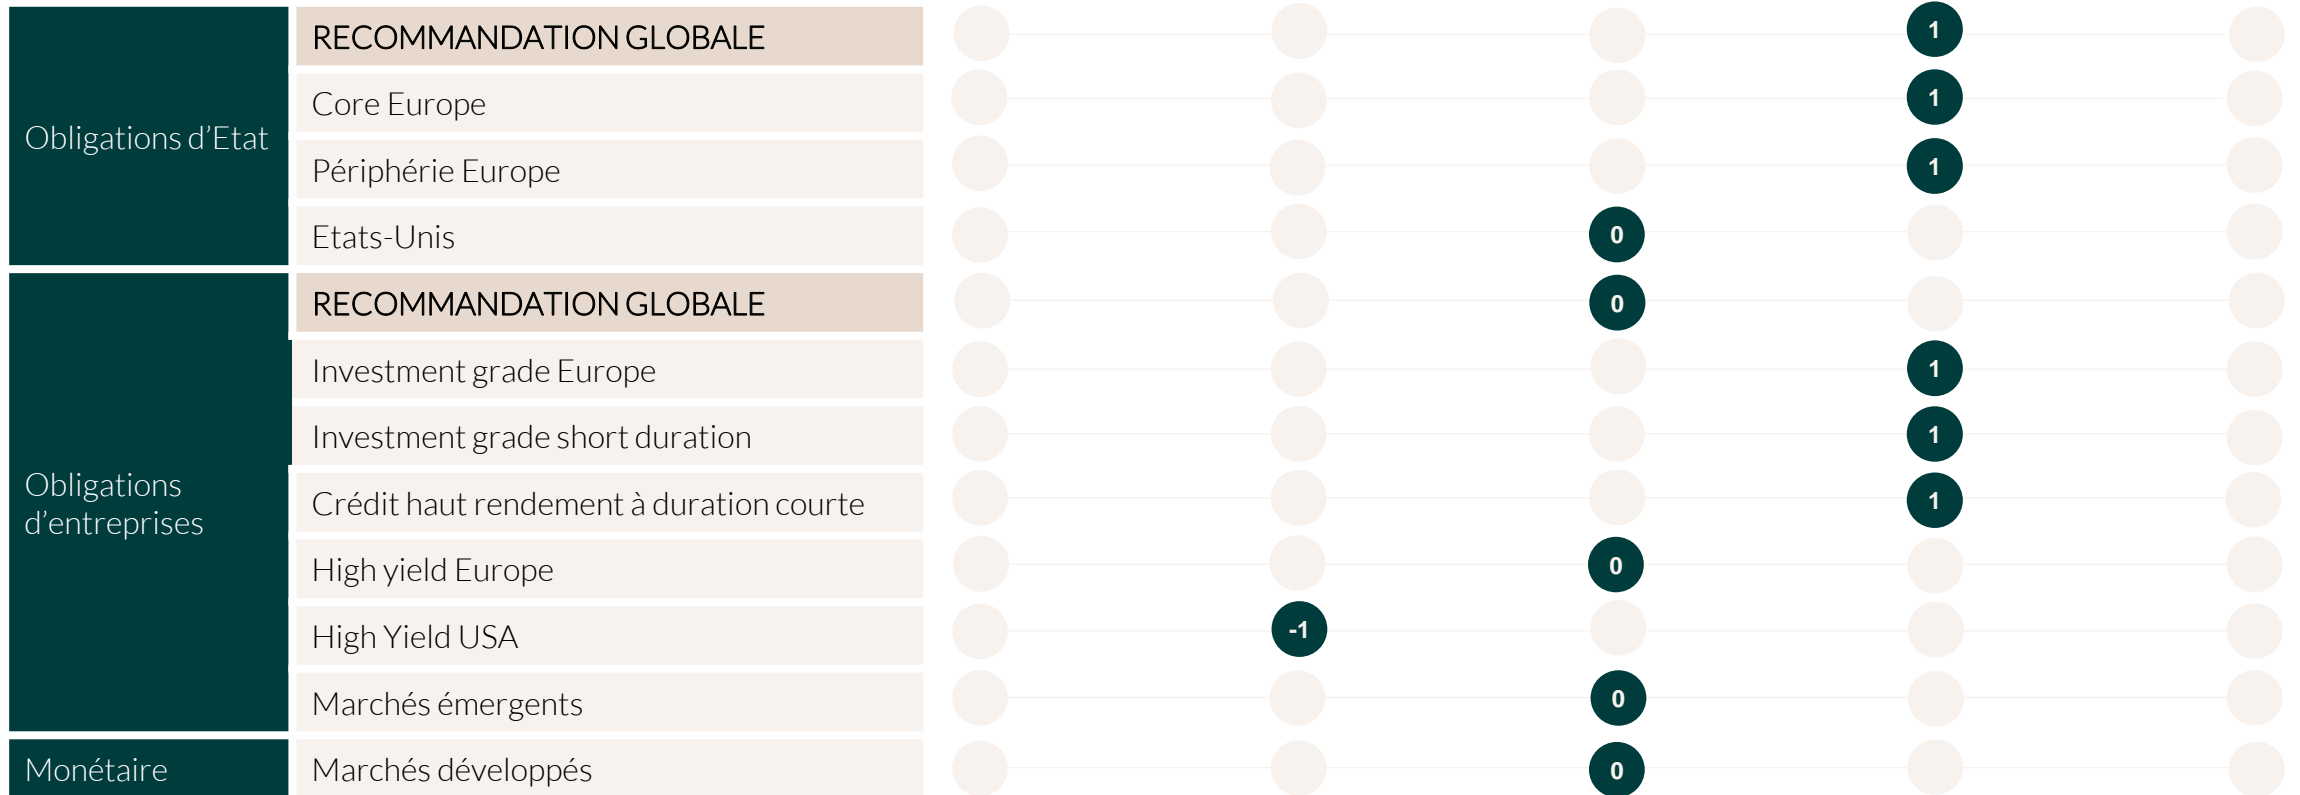 Obligations d’Etat
RECOMMANDATION GLOBALE
1
Core Europe
1
Périphérie Europe
1
Etats-Unis
0
Obligations
d’entreprises
RECOMMANDATION GLOBALE
0
Investment grade Europe
1
Investment grade short duration
1
Crédit haut rendement à duration courte
1
High yield Europe
0
High Yield USA
-1
Marchés émergents
0
Monétaire
Marchés développés
0